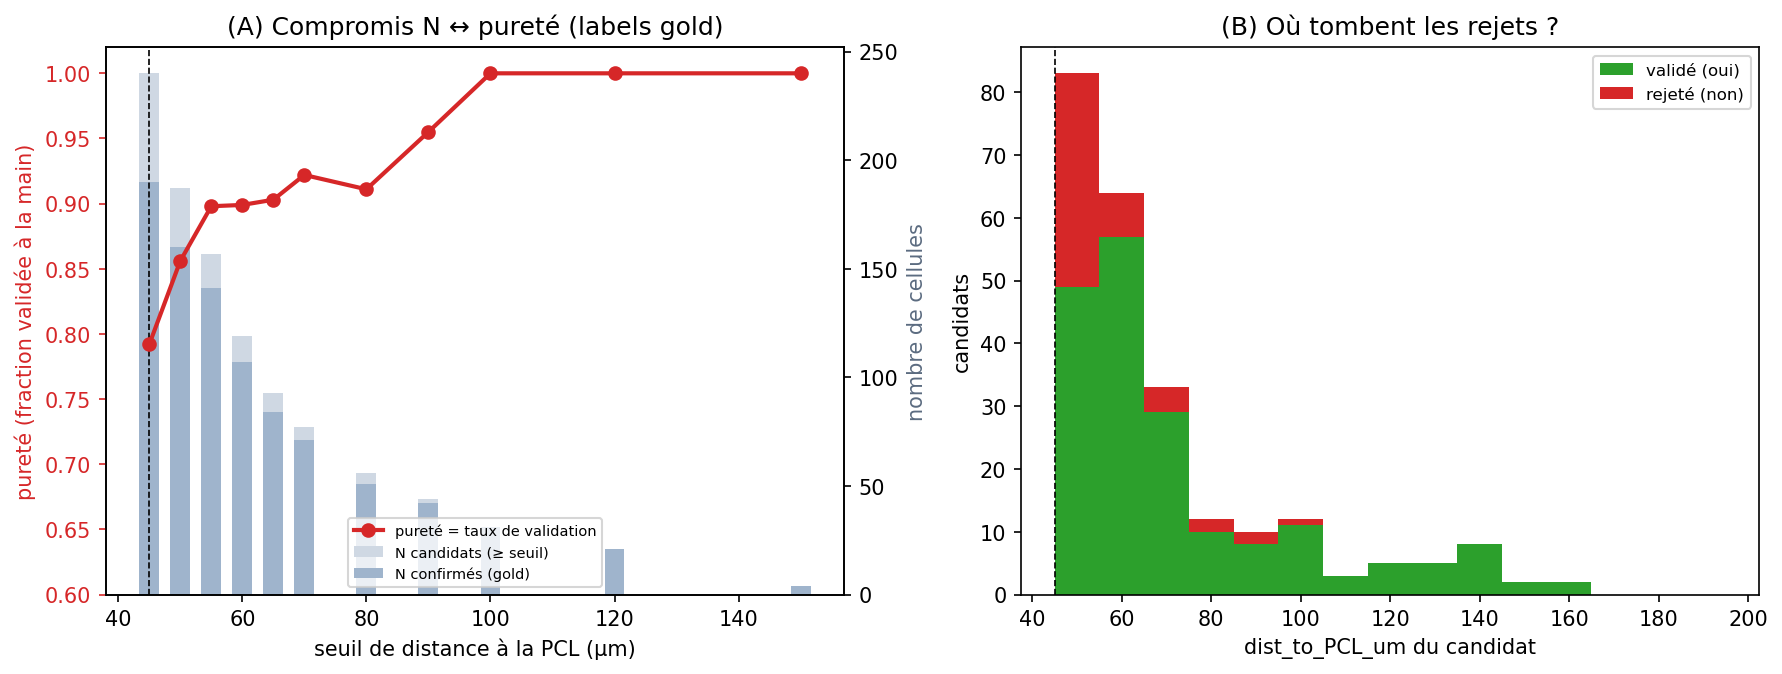 (A) Compromis N ↔ pureté (labels gold)
pureté (fraction validée à la main)
1.00
0.95
0.90
0.85
0.80
0.75
0.70
0.65
0.60
250
200
150
100
50
0
nombre de cellules
pureté = taux de validation
N candidats (≥ seuil)
N confirmés (gold)
40 60 80 100 120 140
seuil de distance à la PCL (µm)
(B) Où tombent les rejets ?
validé (oui)
rejeté (non)
candidats
80
70
60
50
40
30
20
10
0
40 60 80 100 120 140 160 180 200
dist_to_PCL_um du candidat